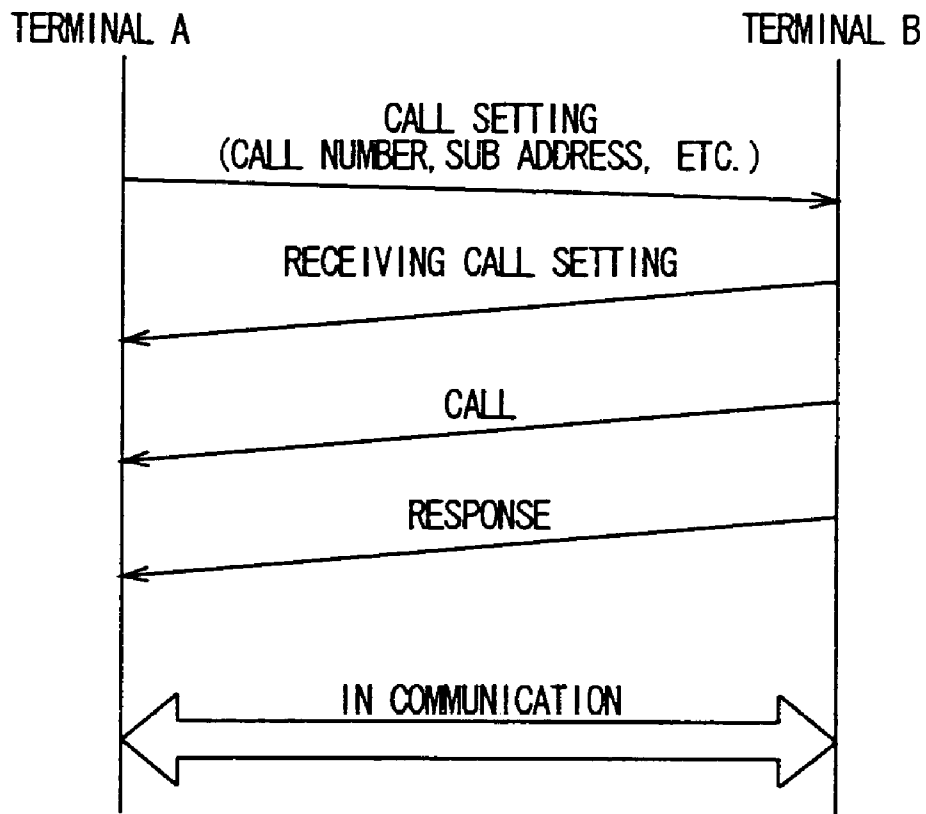 TERMINAL A
TERMINAL B
CALL SETTING
(CALL NUMBER, SUB ADDRESS, ETC.)
RECEIVING CALL SETTING
CALL
RESPONSE
IN COMMUNICATION